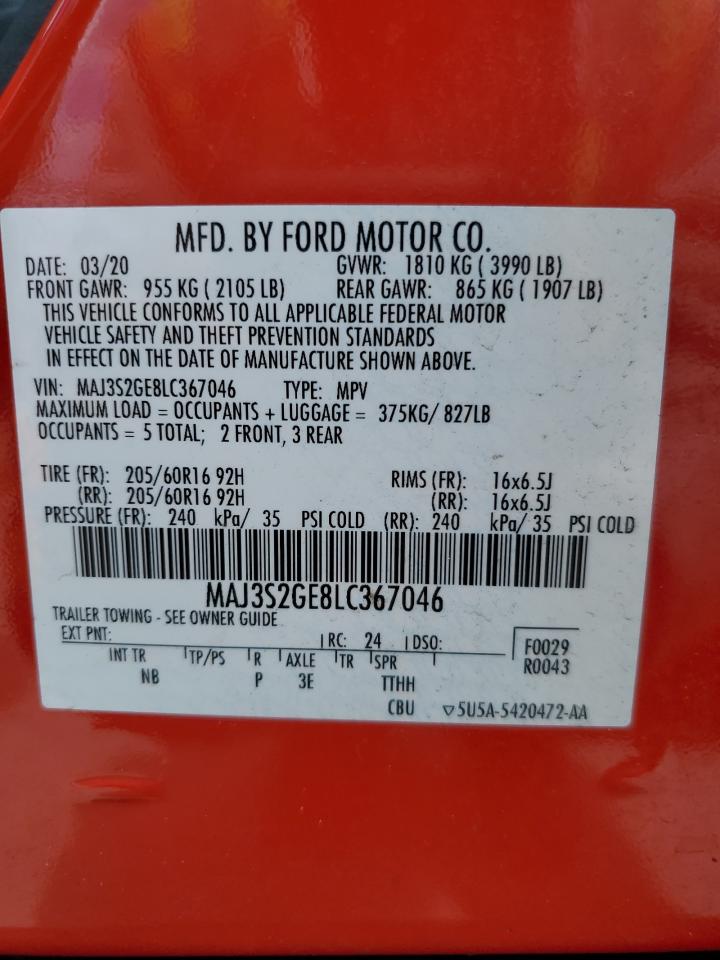 MFD. BY FORD MOTOR CO.
DATE: 03/20 GVWR: 1810 KG ( 3990 LB)
FRONT GAWR: 955 KG ( 2105 LB) REAR GAWR: 865 KG ( 1907 LB)
THIS VEHICLE CONFORMS TO ALL APPLICABLE FEDERAL MOTOR
VEHICLE SAFETY AND THEFT PREVENTION STANDARDS
IN EFFECT ON THE DATE OF MANUFACTURE SHOWN ABOVE.
VIN: MAJ3S2GE8LC367046 TYPE: MPV
MAXIMUM LOAD = OCCUPANTS + LUGGAGE = 375KG/ 827LB
OCCUPANTS = 5 TOTAL; 2 FRONT, 3 REAR
TIRE (FR): 205/60R16 92H RIMS (FR): 16x6.5J
(RR): 205/60R16 92H (RR): 16x6.5J
PRESSURE (FR): 240 kPa/ 35 PSI COLD (RR): 240 kPa/ 35 PSI COLD
MAJ3S2GE8LC367046
TRAILER TOWING - SEE OWNER GUIDE
EXT PNT: RC: 24 DSO: F0029
R0043
INT TR TP/PS R AXLE TR SPR
NB P 3E TTHH
CBU ▽5U5A-5420472-AA